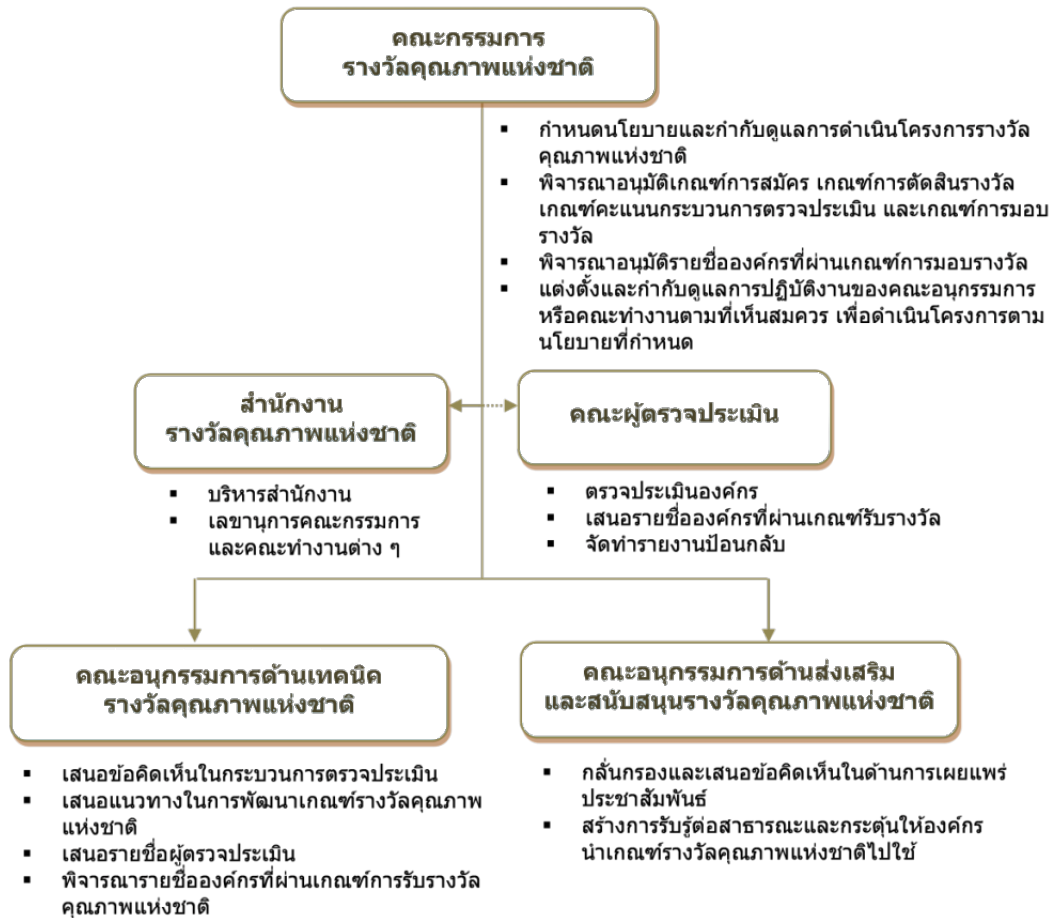 คณะกรรมการ
รางวัลคุณภาพแห่งชาติ
▪ กำหนดนโยบายและกำกับดูแลการดำเนินโครงการรางวัล
คุณภาพแห่งชาติ
▪ พิจารณาอนุมัติเกณฑ์การสมัคร เกณฑ์การตัดสินรางวัล
เกณฑ์คะแนนกระบวนการตรวจประเมิน และเกณฑ์การมอบ
รางวัล
▪ พิจารณาอนุมัติรายชื่อองค์กรที่ผ่านเกณฑ์การมอบรางวัล
▪ แต่งตั้งและกำกับดูแลการปฏิบัติงานของคณะอนุกรรมการ
หรือคณะทำงานตามที่เห็นสมควร เพื่อดำเนินโครงการตาม
นโยบายที่กำหนด
สำนักงาน
รางวัลคุณภาพแห่งชาติ
▪ บริหารสำนักงาน
▪ เลขานุการคณะกรรมการ
และคณะทำงานต่าง ๆ
คณะผู้ตรวจประเมิน
▪ ตรวจประเมินองค์กร
▪ เสนอรายชื่อองค์กรที่ผ่านเกณฑ์รับรางวัล
▪ จัดทำรายงานป้อนกลับ
คณะอนุกรรมการด้านเทคนิค
รางวัลคุณภาพแห่งชาติ
▪ เสนอข้อคิดเห็นในกระบวนการตรวจประเมิน
▪ เสนอแนวทางในการพัฒนาเกณฑ์รางวัลคุณภาพ
แห่งชาติ
▪ เสนอรายชื่อผู้ตรวจประเมิน
▪ พิจารณารายชื่อองค์กรที่ผ่านเกณฑ์การรับรางวัล
คุณภาพแห่งชาติ
คณะอนุกรรมการด้านส่งเสริม
และสนับสนุนรางวัลคุณภาพแห่งชาติ
▪ กลั่นกรองและเสนอข้อคิดเห็นในด้านการเผยแพร่
ประชาสัมพันธ์
▪ สร้างการรับรู้ต่อสาธารณะและกระตุ้นให้องค์กร
นำเกณฑ์รางวัลคุณภาพแห่งชาติไปใช้